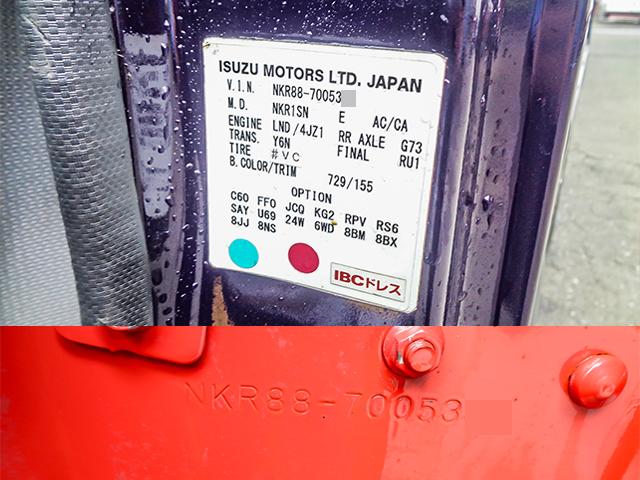 ISUZU MOTORS LTD. JAPAN
V.I.N. NKR88-70053
M.D. NKR1SN E AC/CA
ENGINE LND/4JZ1 RR AXLE G73
TRANS. Y6N FINAL RU1
TIRE #VC
B.COLOR/TRIM 729/155
OPTION
C60 FFO JCQ KG2 RPV RS6
SAY U69 24W 6WD 8BM 8BX
8JJ 8NS
IBCドレス
NKR88-70053